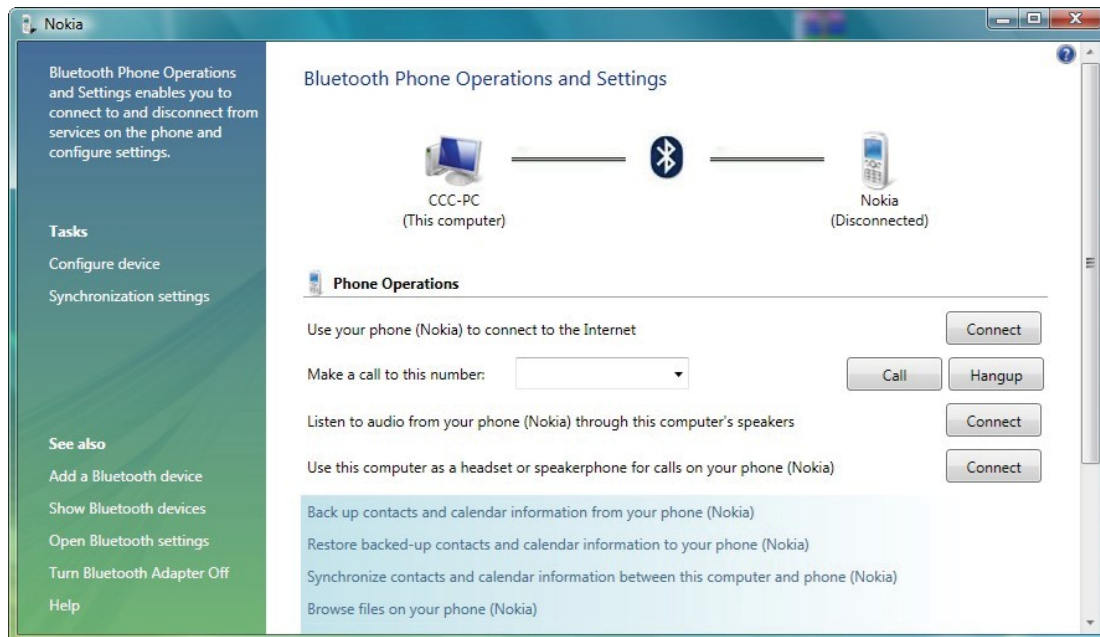 Nokia
Bluetooth Phone Operations
and Settings enables you to
connect to and disconnect from
services on the phone and
configure settings.
Tasks
Configure device
Synchronization settings
See also
Add a Bluetooth device
Show Bluetooth devices
Open Bluetooth settings
Turn Bluetooth Adapter Off
Help
Bluetooth Phone Operations and Settings
CCC-PC
(This computer)
Nokia
(Disconnected)
Phone Operations
Use your phone (Nokia) to connect to the Internet
Connect
Make a call to this number:
Call
Hangup
Listen to audio from your phone (Nokia) through this computer's speakers
Connect
Use this computer as a headset or speakerphone for calls on your phone (Nokia)
Connect
Back up contacts and calendar information from your phone (Nokia)
Restore backed-up contacts and calendar information to your phone (Nokia)
Synchronize contacts and calendar information between this computer and phone (Nokia)
Browse files on your phone (Nokia)